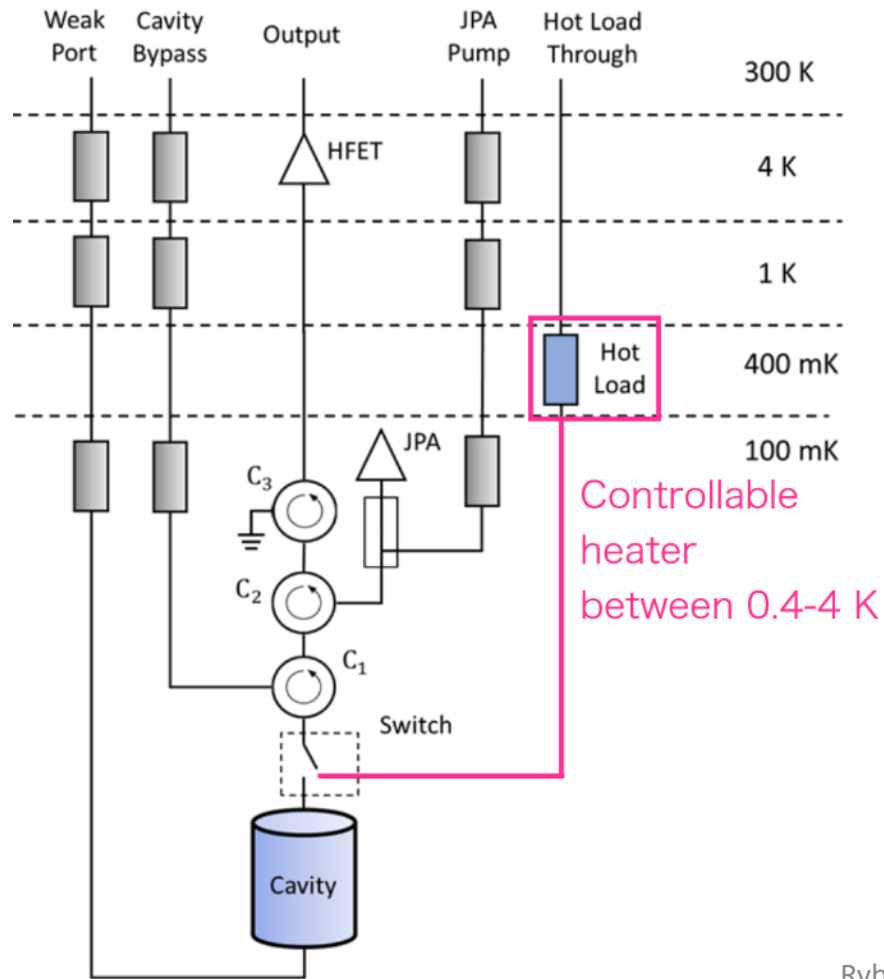 Weak
Port
Cavity
Bypass
Output
JPA
Pump
Hot Load
Through
300 K
HFET
4 K
1 K
Hot
Load
400 mK
JPA
100 mK
C₃
Controllable
heater
between 0.4-4 K
C₂
C₁
Switch
Cavity